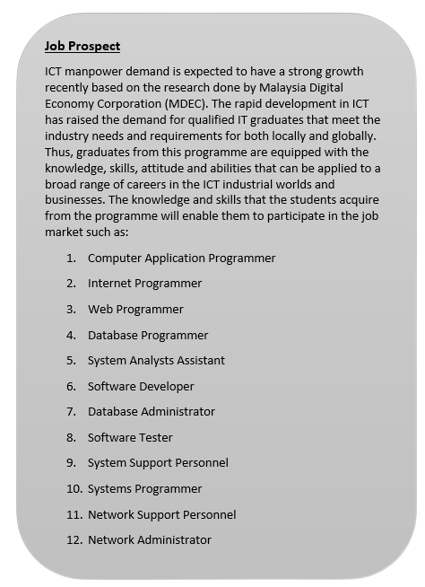 Job Prospect
ICT manpower demand is expected to have a strong growth
recently based on the research done by Malaysia Digital
Economy Corporation (MDEC). The rapid development in ICT
has raised the demand for qualified IT graduates that meet the
industry needs and requirements for both locally and globally.
Thus, graduates from this programme are equipped with the
knowledge, skills, attitude and abilities that can be applied to a
broad range of careers in the ICT industrial worlds and
businesses. The knowledge and skills that the students acquire
from the programme will enable them to participate in the job
market such as:
1. Computer Application Programmer
2. Internet Programmer
3. Web Programmer
4. Database Programmer
5. System Analysts Assistant
6. Software Developer
7. Database Administrator
8. Software Tester
9. System Support Personnel
10. Systems Programmer
11. Network Support Personnel
12. Network Administrator